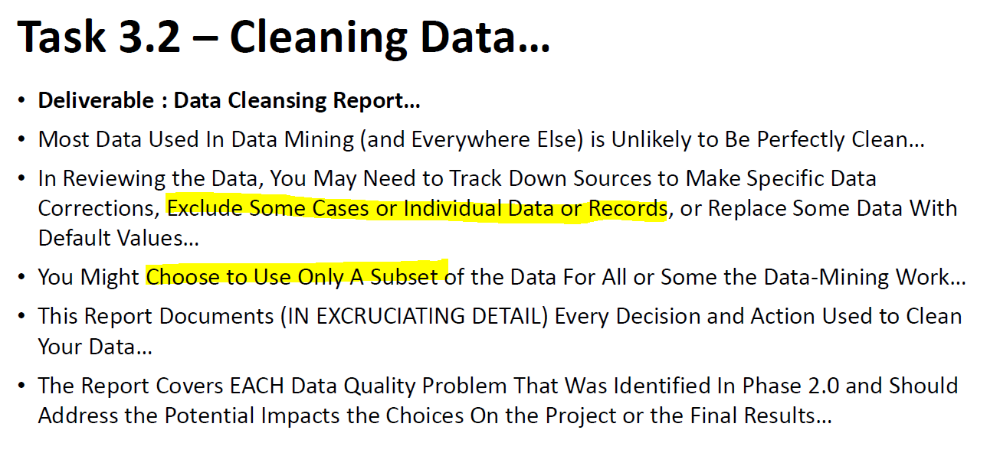 Task 3.2 – Cleaning Data…
• Deliverable : Data Cleansing Report…
• Most Data Used In Data Mining (and Everywhere Else) is Unlikely to Be Perfectly Clean…
• In Reviewing the Data, You May Need to Track Down Sources to Make Specific Data
Corrections, Exclude Some Cases or Individual Data or Records, or Replace Some Data With
Default Values…
• You Might Choose to Use Only A Subset of the Data For All or Some the Data-Mining Work…
• This Report Documents (IN EXCRUCIATING DETAIL) Every Decision and Action Used to Clean
Your Data…
• The Report Covers EACH Data Quality Problem That Was Identified In Phase 2.0 and Should
Address the Potential Impacts the Choices On the Project or the Final Results…